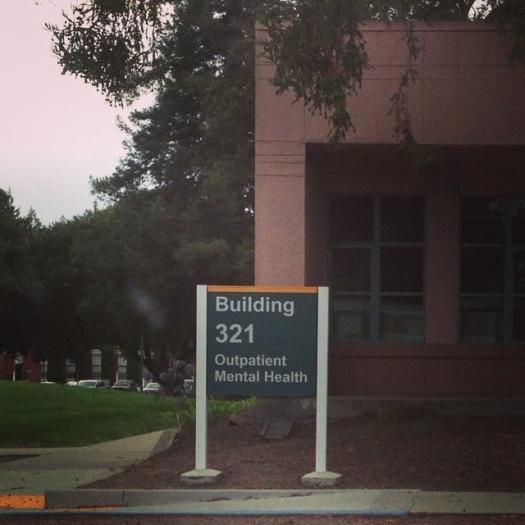 Building
321
Outpatient
Mental Health